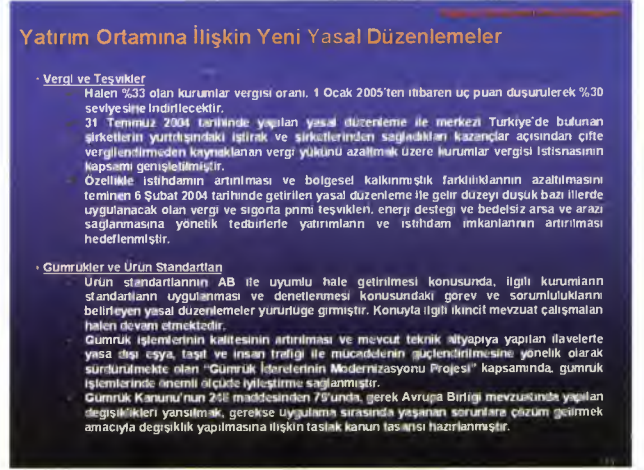 Yatırım Ortamına İlişkin Yeni Yasal Düzenlemeler
• Vergi ve Teşvikler
Halen %33 olan kurumlar vergisi oranı, 1 Ocak 2005'ten itibaren üç puan düşürülerek %30
seviyesine indirilecektir.
31 Temmuz 2004 tarihinde yapılan yasal düzenleme ile merkezi Türkiye'de bulunan
şirketlerin yurtdışındaki iştirak ve şirketlerinden sağladıkları kazançlar açısından çifte
vergilendirmeden kaynaklanan vergi yükünü azaltmak üzere kurumlar vergisi istisnasının
kapsamı genişletilmiştir.
Özellikle istihdamın artırılması ve bölgesel kalkınmışlık farklılıklarının azaltılmasını
teminen 6 Şubat 2004 tarihinde getirilen yasal düzenleme ile gelir düzeyi düşük bazı illerde
uygulanacak olan vergi ve sigorta primi teşvikleri, enerji desteği ve bedelsiz arsa ve arazi
sağlanmasına yönelik tedbirlerle yatırımların ve istihdam imkanlarının artırılması
hedeflenmiştir.
• Gümrükler ve Ürün Standartları
Ürün standartlarının AB ile uyumlu hale getirilmesi konusunda, ilgili kurumların
standartların uygulanması ve denetlenmesi konusundaki görev ve sorumluluklarını
belirleyen yasal düzenlemeler yürürlüğe girmiştir. Konuyla ilgili ikincil mevzuat çalışmaları
halen devam etmektedir.
Gümrük işlemlerinin kalitesinin artırılması ve mevcut teknik altyapıya yapılan ilavelerle
yasa dışı eşya, taşıt ve insan trafiği ile mücadelenin güçlendirilmesine yönelik olarak
sürdürülmekte olan "Gümrük İdarelerinin Modernizasyonu Projesi" kapsamında, gümrük
işlemlerinde önemli ölçüde iyileştirme sağlanmıştır.
Gümrük Kanunu'nun 248 maddesinden 79'unda, gerek Avrupa Birliği mevzuatında yapılan
değişiklikleri yansıtmak, gerekse uygulama sırasında yaşanan sorunlara çözüm getirmek
amacıyla değişiklik yapılmasına ilişkin taslak kanun tasarısı hazırlanmıştır.